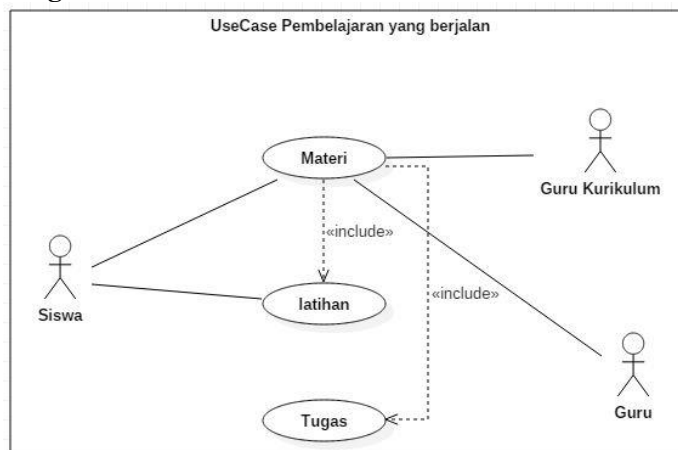 UseCase Pembelajaran yang berjalan
Materi
Guru Kurikulum
«include»
Siswa
latihan
«include»
Tugas
Guru